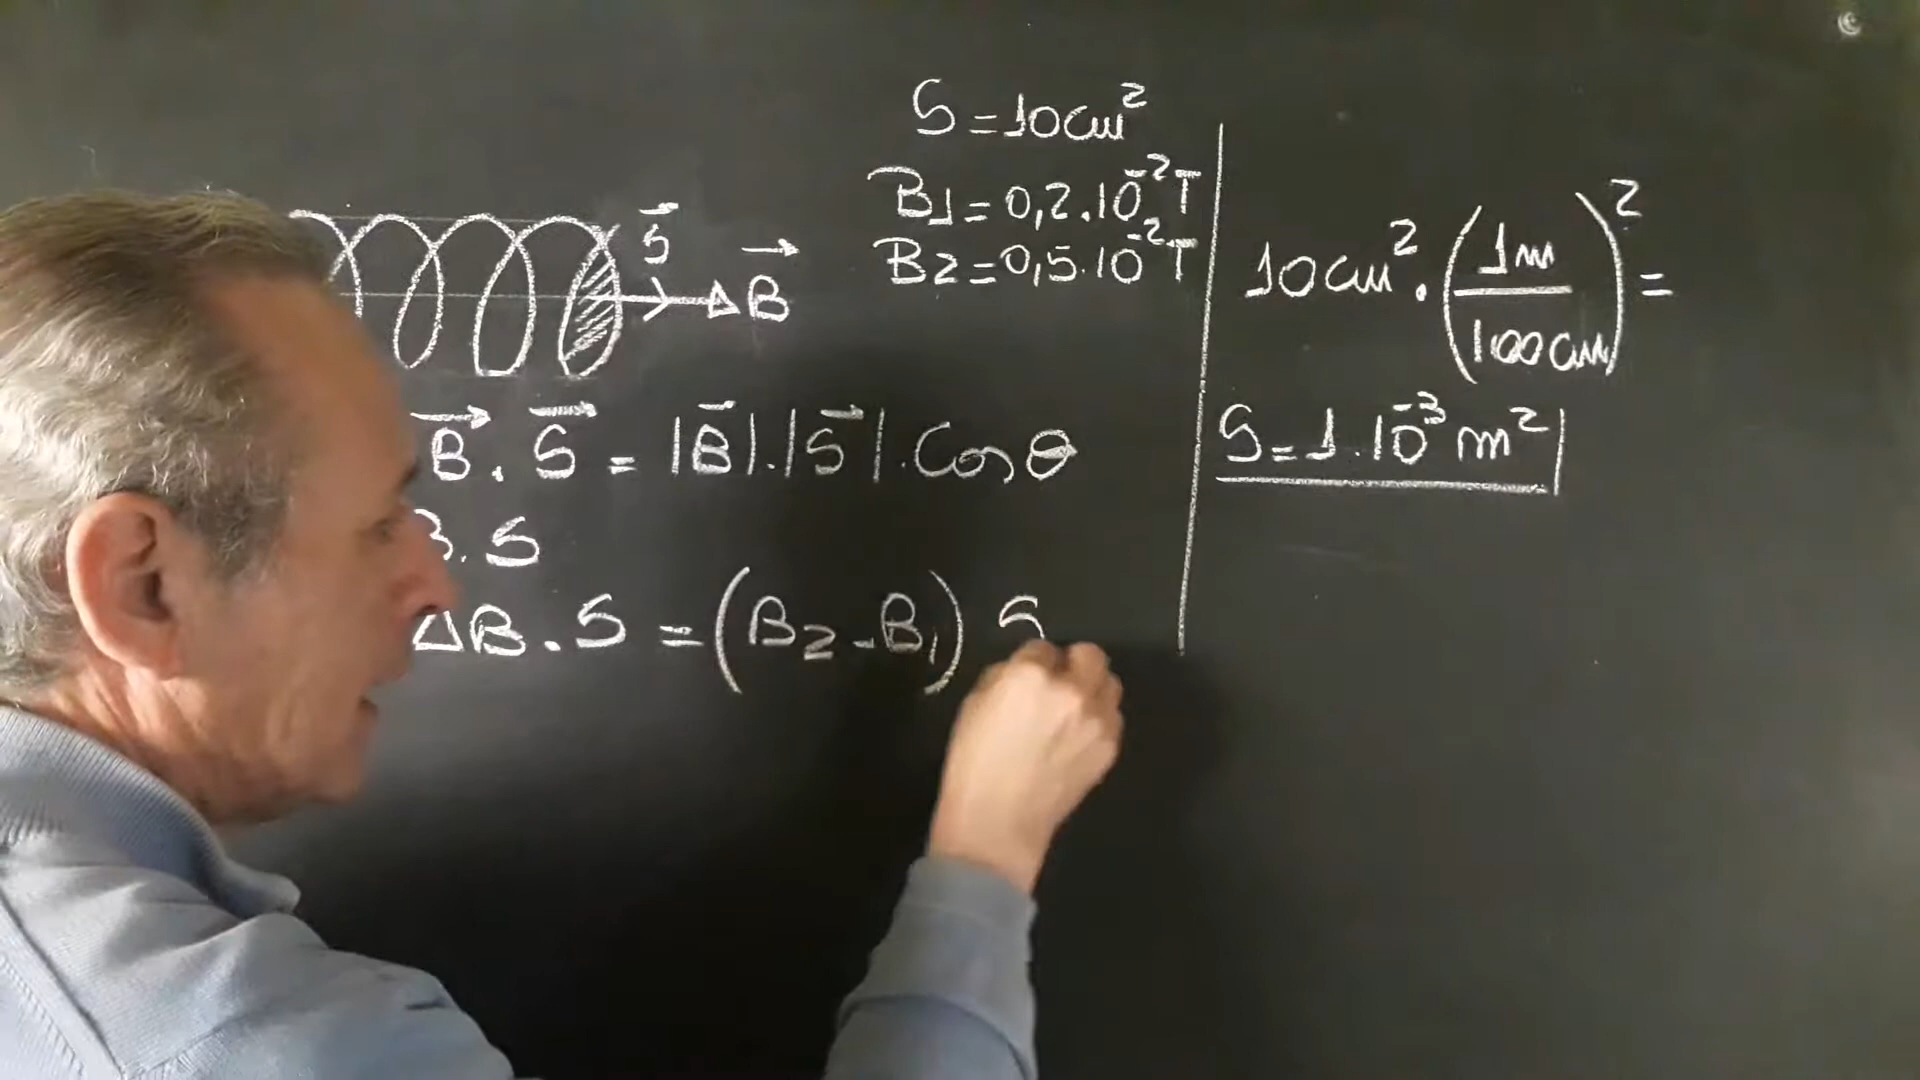 S = 10 cm²
B1 = 0,2.10⁻² T
B2 = 0,5.10⁻² T
S⃗
ΔB⃗
B⃗ . S⃗ = |B⃗| . |S⃗| . Cos θ
B . S
ΔB . S = (B₂ - B₁) S
10 cm² . (1m / 100 cm)² =
S = 1 . 10⁻³ m²